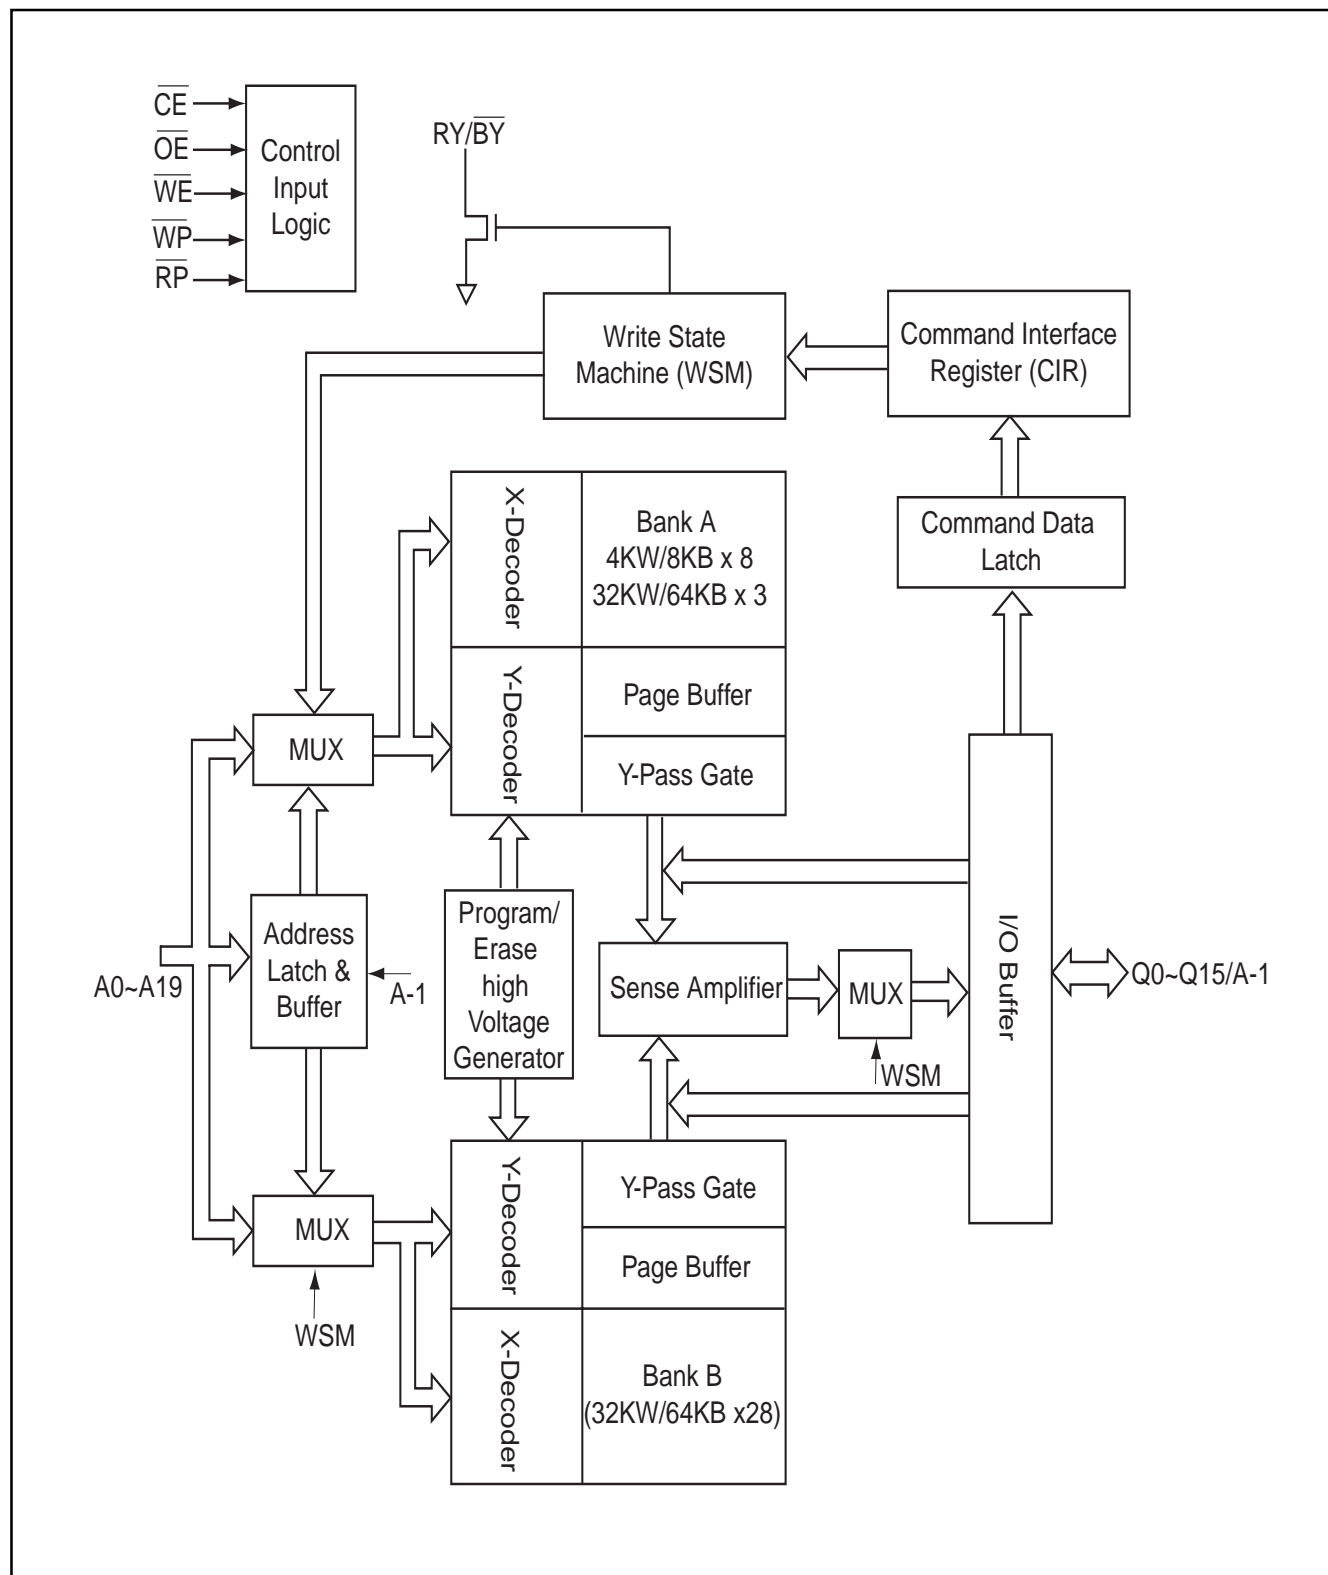 CE
OE
WE
WP
RP
Control
Input
Logic
RY/BY
Write State
Machine (WSM)
Command Interface
Register (CIR)
Command Data
Latch
X-Decoder
Bank A
4KW/8KB x 8
32KW/64KB x 3
Y-Decoder
Page Buffer
Y-Pass Gate
MUX
A0~A19
Address
Latch &
Buffer
A-1
Program/
Erase
high
Voltage
Generator
Sense Amplifier
MUX
WSM
I/O Buffer
Q0~Q15/A-1
MUX
WSM
Y-Decoder
Y-Pass Gate
Page Buffer
X-Decoder
Bank B
(32KW/64KB x28)